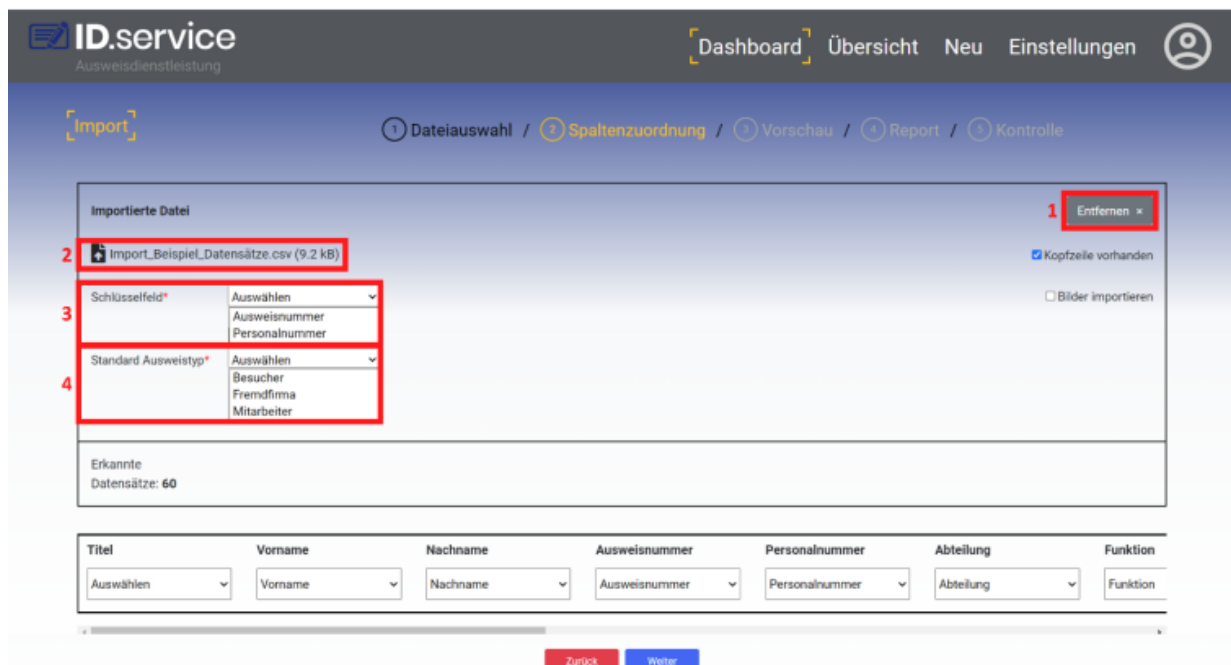 ID.service
Ausweisdienstleistung
Dashboard Übersicht Neu Einstellungen
Import
1 Dateiauswahl / 2 Spaltenzuordnung / 3 Vorschau / 4 Report / 5 Kontrolle
Importierte Datei
1 Entfernen ×
2 Import_Beispiel_Datensätze.csv (9.2 kB)
Kopfzeile vorhanden
3 Schlüsselfeld* Auswählen
Ausweisnummer
Personalnummer
Bilder importieren
4 Standard Ausweistyp* Auswählen
Besucher
Fremdfirma
Mitarbeiter
Erkannte
Datensätze: 60
Titel Vorname Nachname Ausweisnummer Personalnummer Abteilung Funktion
Auswählen Vorname Nachname Ausweisnummer Personalnummer Abteilung Funktion
Zurück Weiter